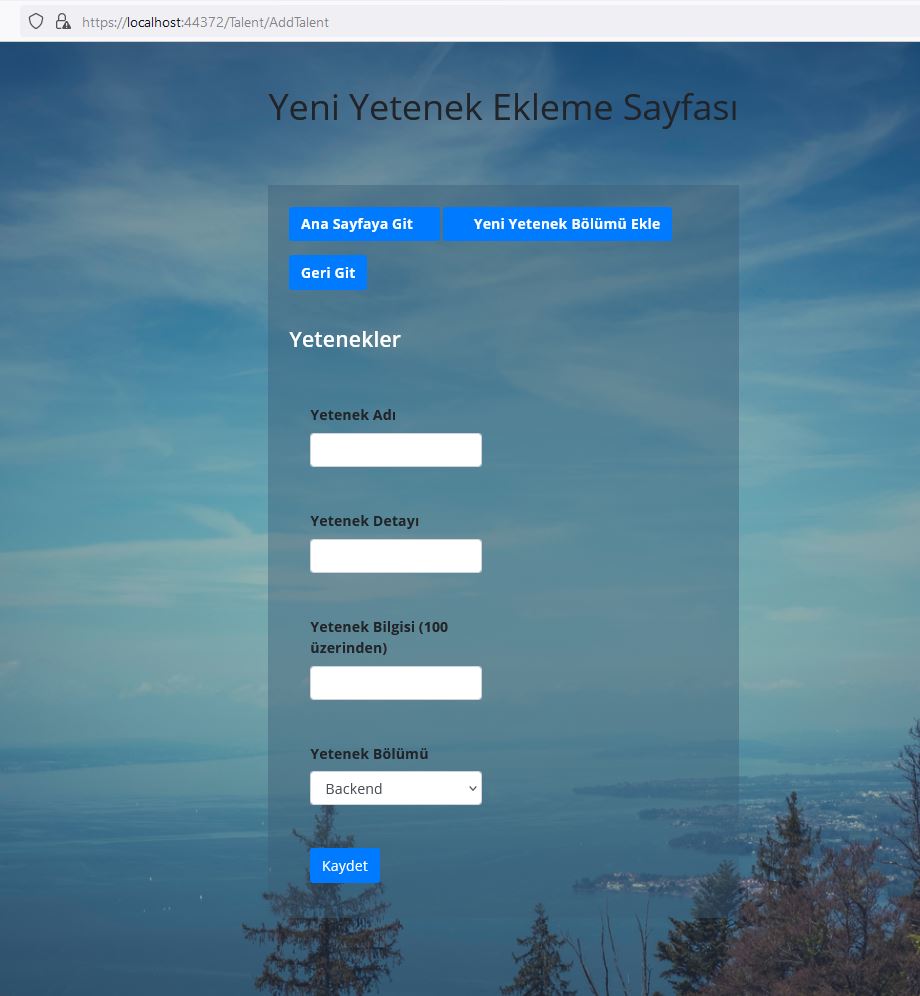 https://localhost:44372/Talent/AddTalent
Yeni Yetenek Ekleme Sayfası
Ana Sayfaya Git Yeni Yetenek Bölümü Ekle
Geri Git
Yetenekler
Yetenek Adı
Yetenek Detayı
Yetenek Bilgisi (100
üzerinden)
Yetenek Bölümü
Backend
Kaydet